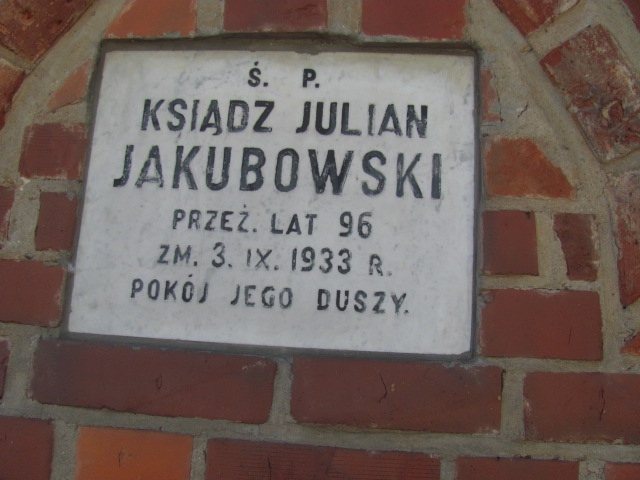 Ś. P.
KSIĄDZ JULIAN
JAKUBOWSKI
PRZEŻ. LAT 96
ZM. 3. IX. 1933 R.
POKÓJ JEGO DUSZY.